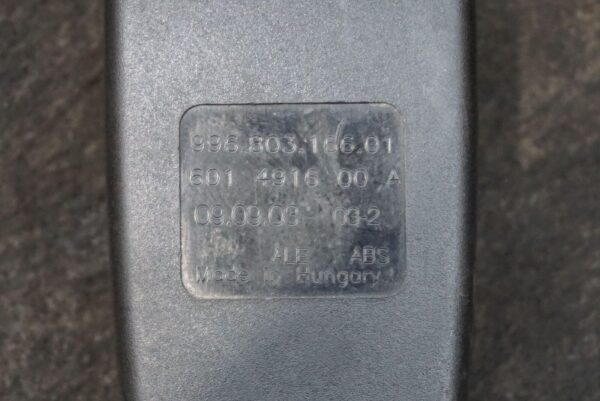 996.803.166.01
601 4916 00 A
09.09.03 03-2
ALE ABS
Made in Hungary